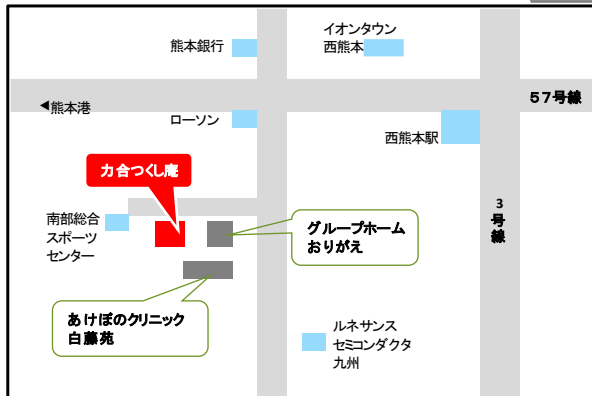 熊本銀行
イオンタウン
西熊本
57号線
◀熊本港
ローソン
西熊本駅
力合つくし庵
3号線
南部総合
スポーツ
センター
グループホーム
おりがえ
あけぼのクリニック
白藤苑
ルネサンス
セミコンダクタ
九州